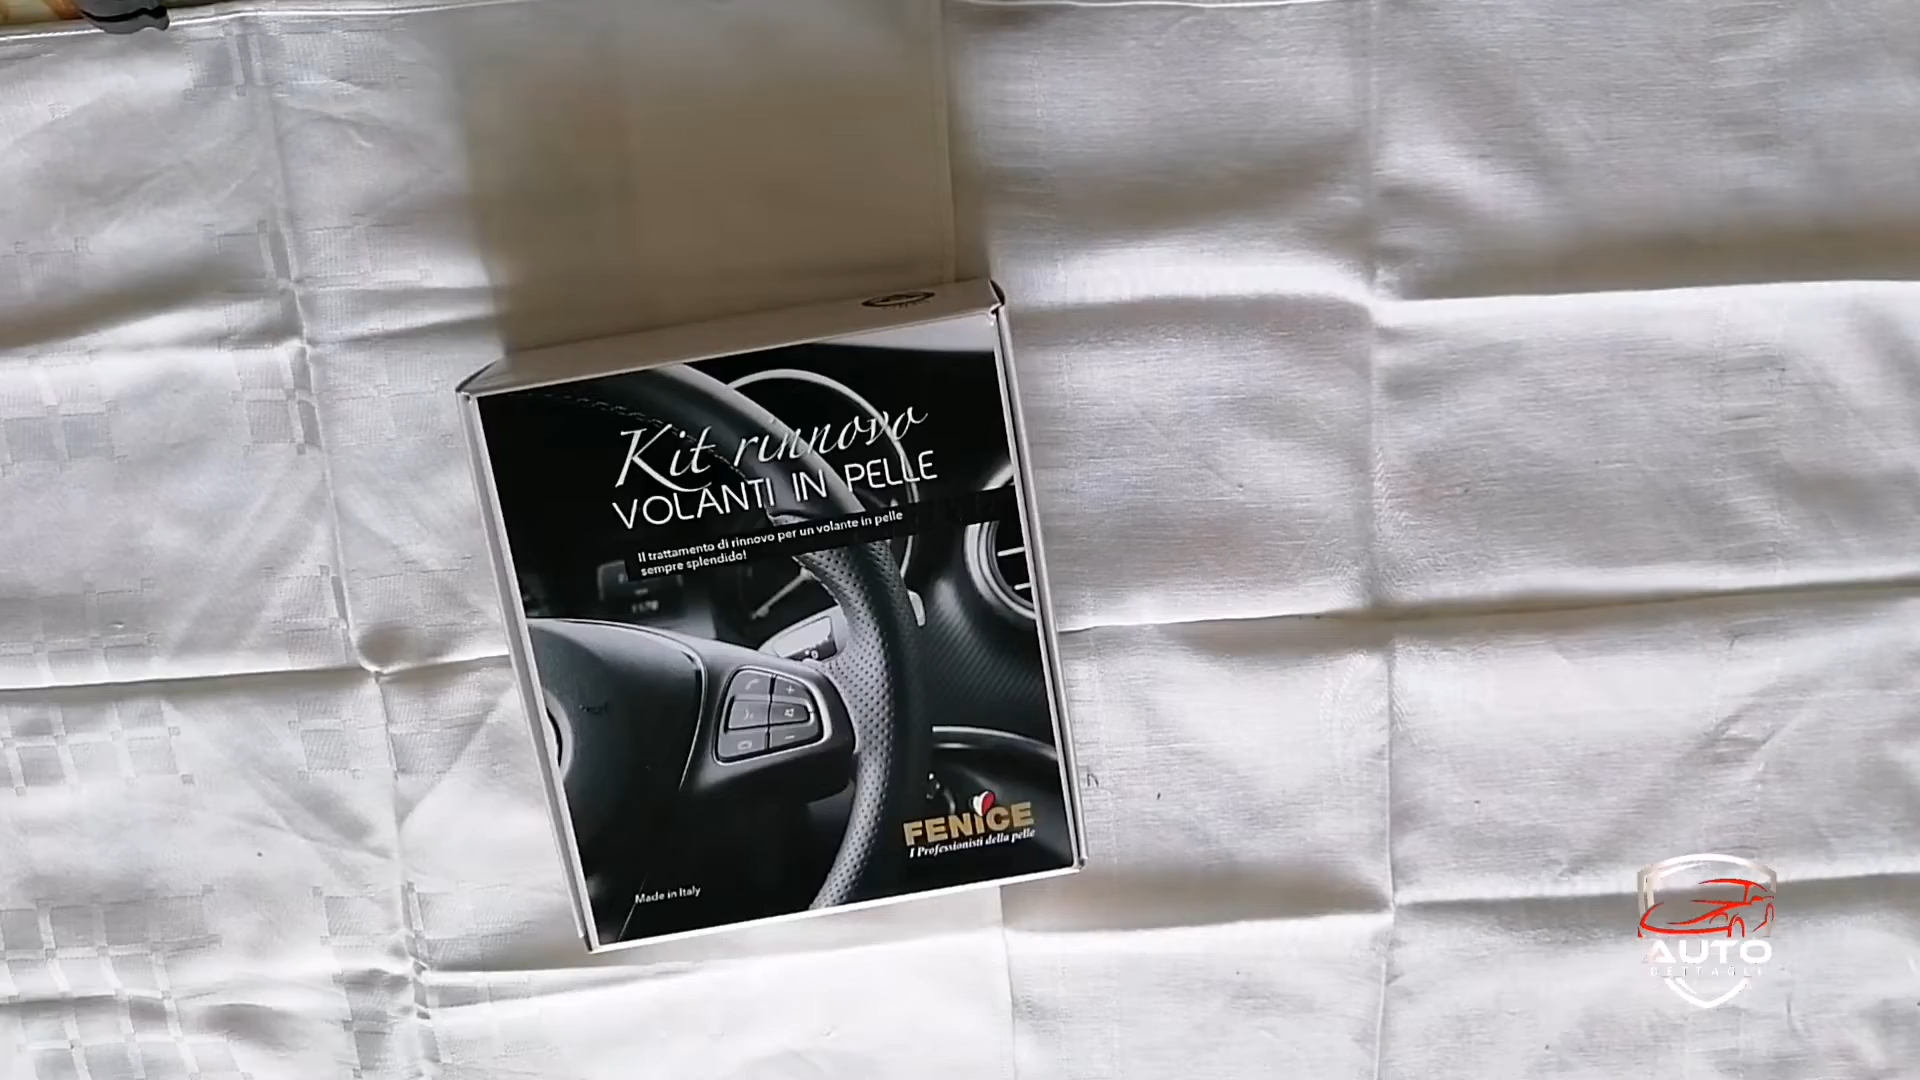 Kit rinnovo
VOLANTI IN PELLE
Il trattamento di rinnovo per un volante in pelle
sempre splendido!
FENICE
I Professionisti della pelle
Made in Italy
AUTO
DETTAGLI